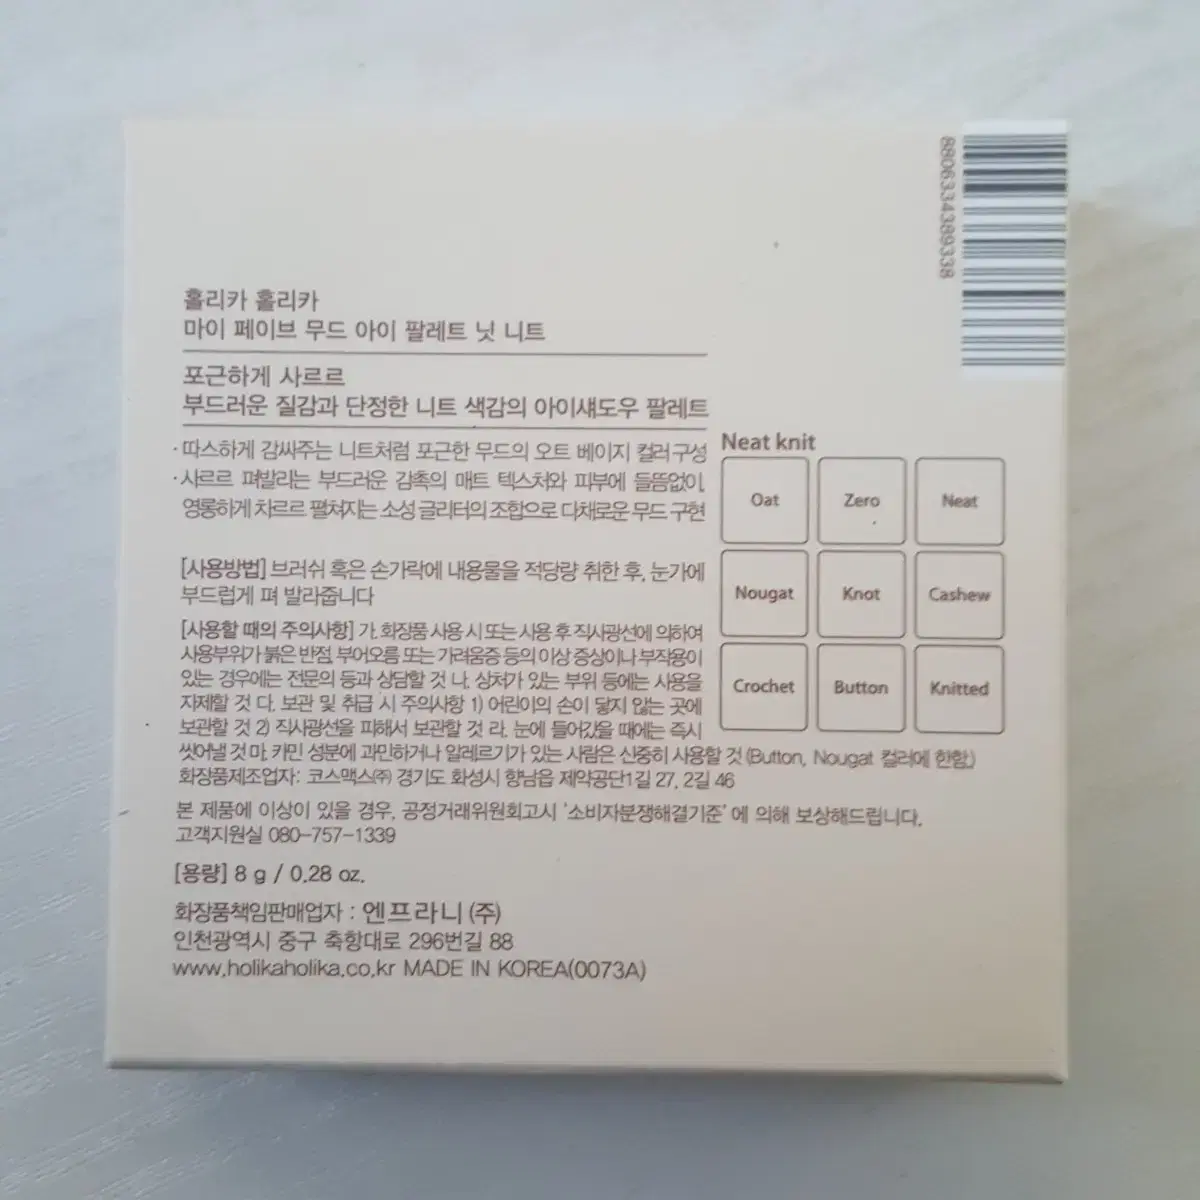 8806334389338
홀리카 홀리카
마이 페이브 무드 아이 팔레트 닛 니트
포근하게 사르르
부드러운 질감과 단정한 니트 색감의 아이섀도우 팔레트
· 따스하게 감싸주는 니트처럼 포근한 무드의 오트 베이지 컬러 구성
· 사르르 펴발리는 부드러운 감촉의 매트 텍스처와 피부에 들뜸없이,
영롱하게 차르르 펼쳐지는 소성 글리터의 조합으로 다채로운 무드 구현
Neat knit
Oat Zero Neat
Nougat Knot Cashew
Crochet Button Knitted
[사용방법] 브러쉬 혹은 손가락에 내용물을 적당량 취한 후, 눈가에
부드럽게 펴 발라줍니다
[사용할 때의 주의사항] 가. 화장품 사용 시 또는 사용 후 직사광선에 의하여
사용부위가 붉은 반점, 부어오름 또는 가려움증 등의 이상 증상이나 부작용이
있는 경우에는 전문의 등과 상담할 것 나. 상처가 있는 부위 등에는 사용을
자제할 것 다. 보관 및 취급 시 주의사항 1) 어린이의 손이 닿지 않는 곳에
보관할 것 2) 직사광선을 피해서 보관할 것 라. 눈에 들어갔을 때에는 즉시
씻어낼 것 마. 카민 성분에 과민하거나 알레르기가 있는 사람은 신중히 사용할 것 (Button, Nougat 컬러에 한함.)
화장품제조업자: 코스맥스㈜ 경기도 화성시 향남읍 제약공단1길 27, 2길 46
본 제품에 이상이 있을 경우, 공정거래위원회고시 '소비자분쟁해결기준' 에 의해 보상해드립니다.
고객지원실 080-757-1339
[용량] 8 g / 0.28 oz.
화장품책임판매업자 : 엔프라니 (주)
인천광역시 중구 축항대로 296번길 88
www.holikaholika.co.kr MADE IN KOREA(0073A)